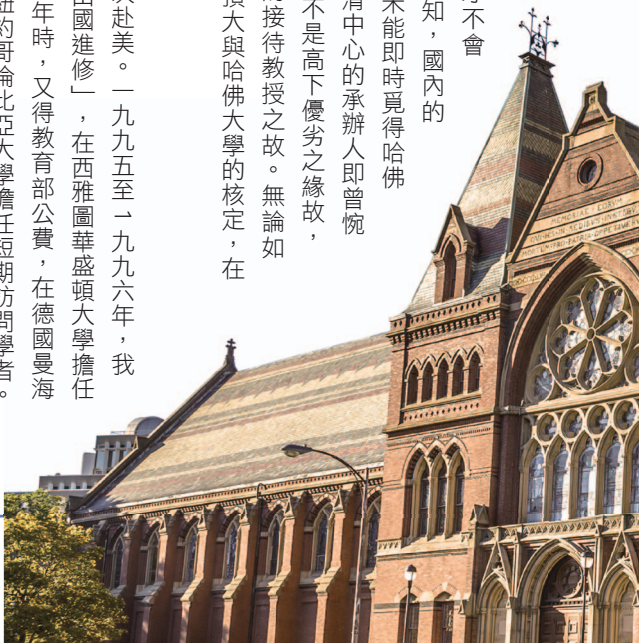 不會
知，國內的
未能即時覓得哈佛
清中心的承辦人即曾惋
不是高下優劣之緣故，
接待教授之故。無論如
大與哈佛大學的核定，在
次赴美。一九九五至一九九六年，我
出國進修」，在西雅圖華盛頓大學擔任
年時，又得教育部公費，在德國曼海
紐約哥倫比亞大學擔任短期訪問學者。